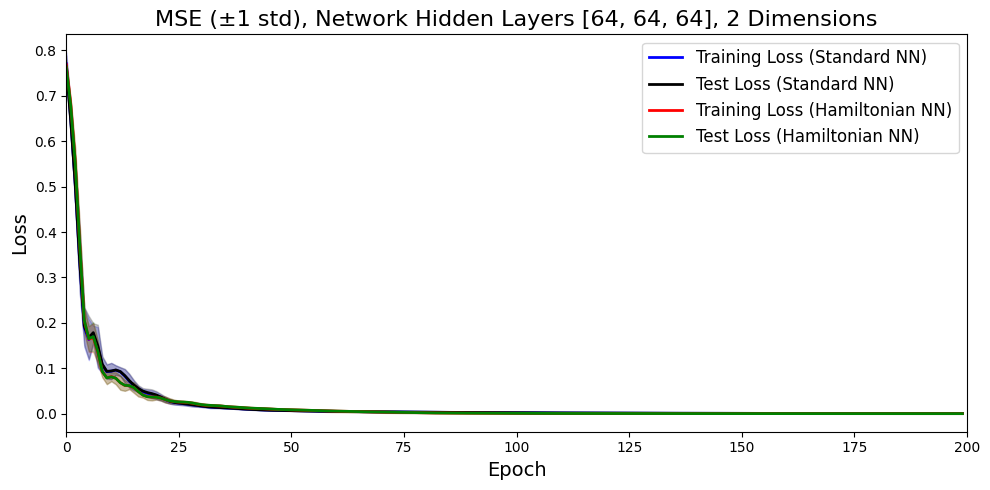 MSE (±1 std), Network Hidden Layers [64, 64, 64], 2 Dimensions
Training Loss (Standard NN)
Test Loss (Standard NN)
Training Loss (Hamiltonian NN)
Test Loss (Hamiltonian NN)
Loss
0.8
0.7
0.6
0.5
0.4
0.3
0.2
0.1
0.0
0 25 50 75 100 125 150 175 200
Epoch